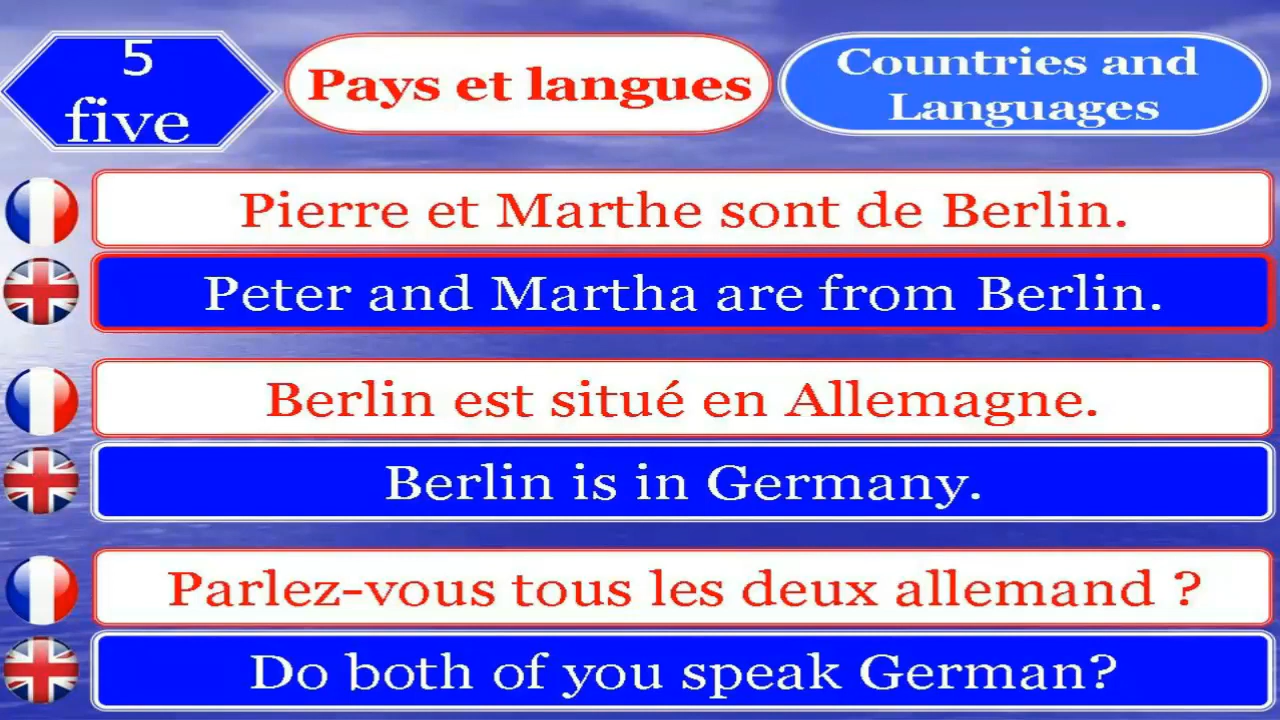 5
five
Pays et langues
Countries and
Languages
Pierre et Marthe sont de Berlin.
Peter and Martha are from Berlin.
Berlin est situé en Allemagne.
Berlin is in Germany.
Parlez-vous tous les deux allemand ?
Do both of you speak German?